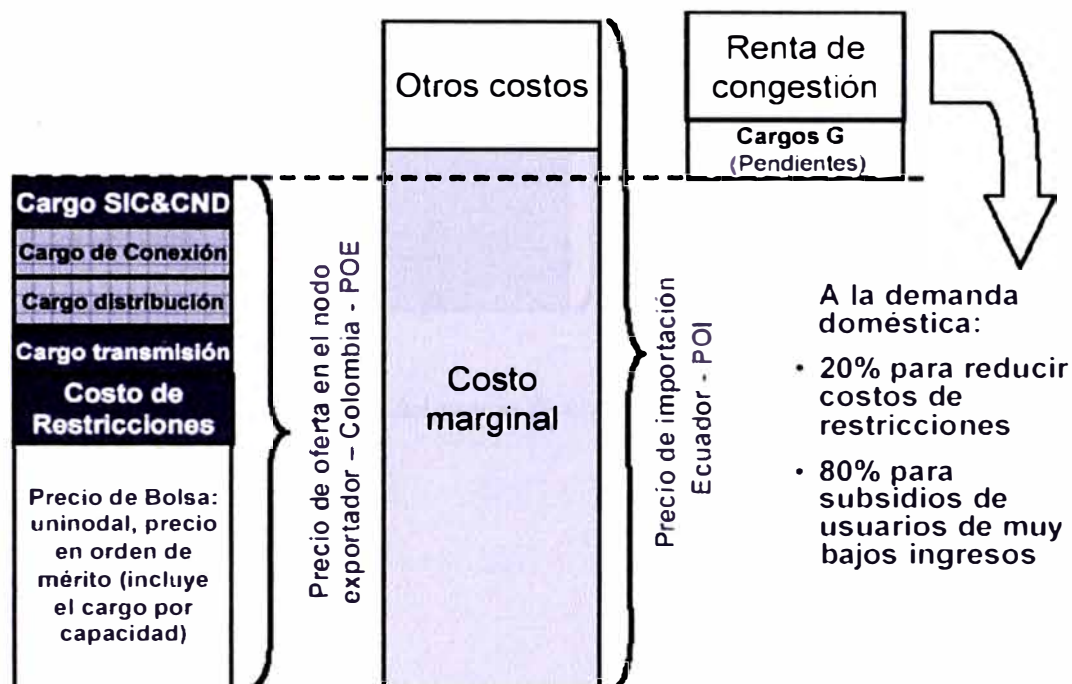 Cargo SIC&CND
Cargo de Conexión
Cargo distribución
Cargo transmisión
Costo de
Restricciones
Precio de Bolsa:
uninodal, precio
en orden de
mérito (incluye
el cargo por
capacidad)
Precio de oferta en el nodo
exportador – Colombia - POE
Otros costos
Costo
marginal
Precio de importación
Ecuador - POI
Renta de
congestión
Cargos G
(Pendientes)
A la demanda
doméstica:
• 20% para reducir
costos de
restricciones
• 80% para
subsidios de
usuarios de muy
bajos ingresos